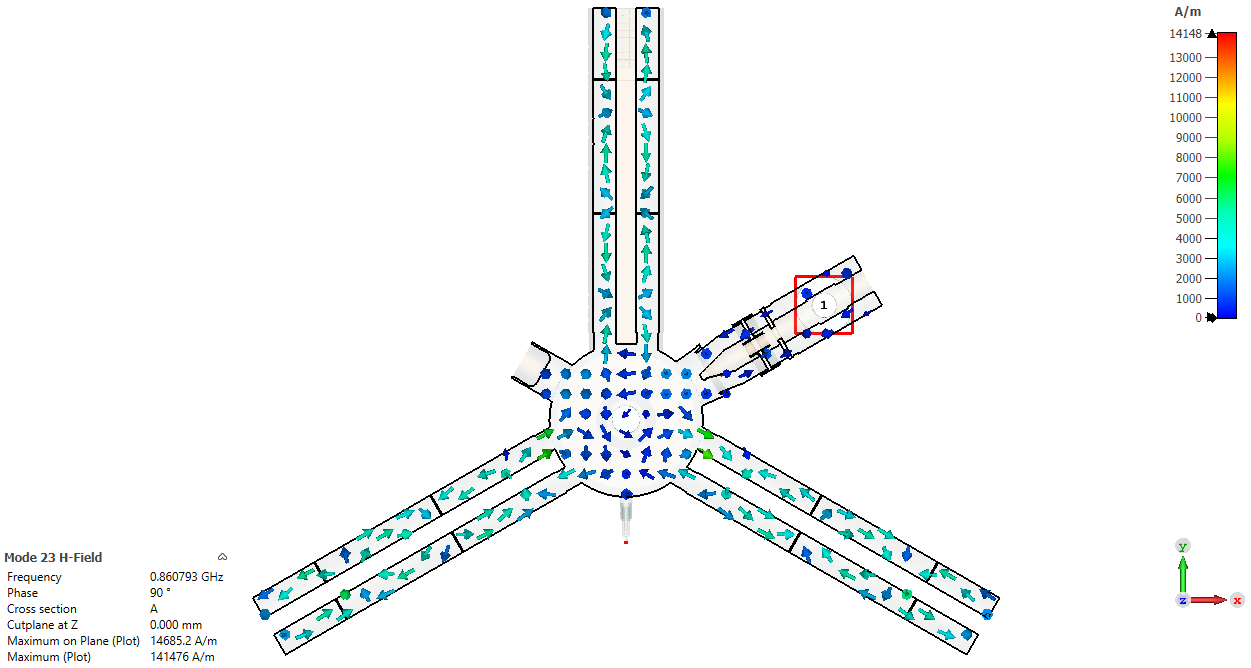 A/m
14148
13000
12000
11000
10000
9000
8000
7000
6000
5000
4000
3000
2000
1000
0
1
Mode 23 H-Field
Frequency 0.860793 GHz
Phase 90 °
Cross section A
Cutplane at Z 0.000 mm
Maximum on Plane (Plot) 14685.2 A/m
Maximum (Plot) 141476 A/m
y
z x